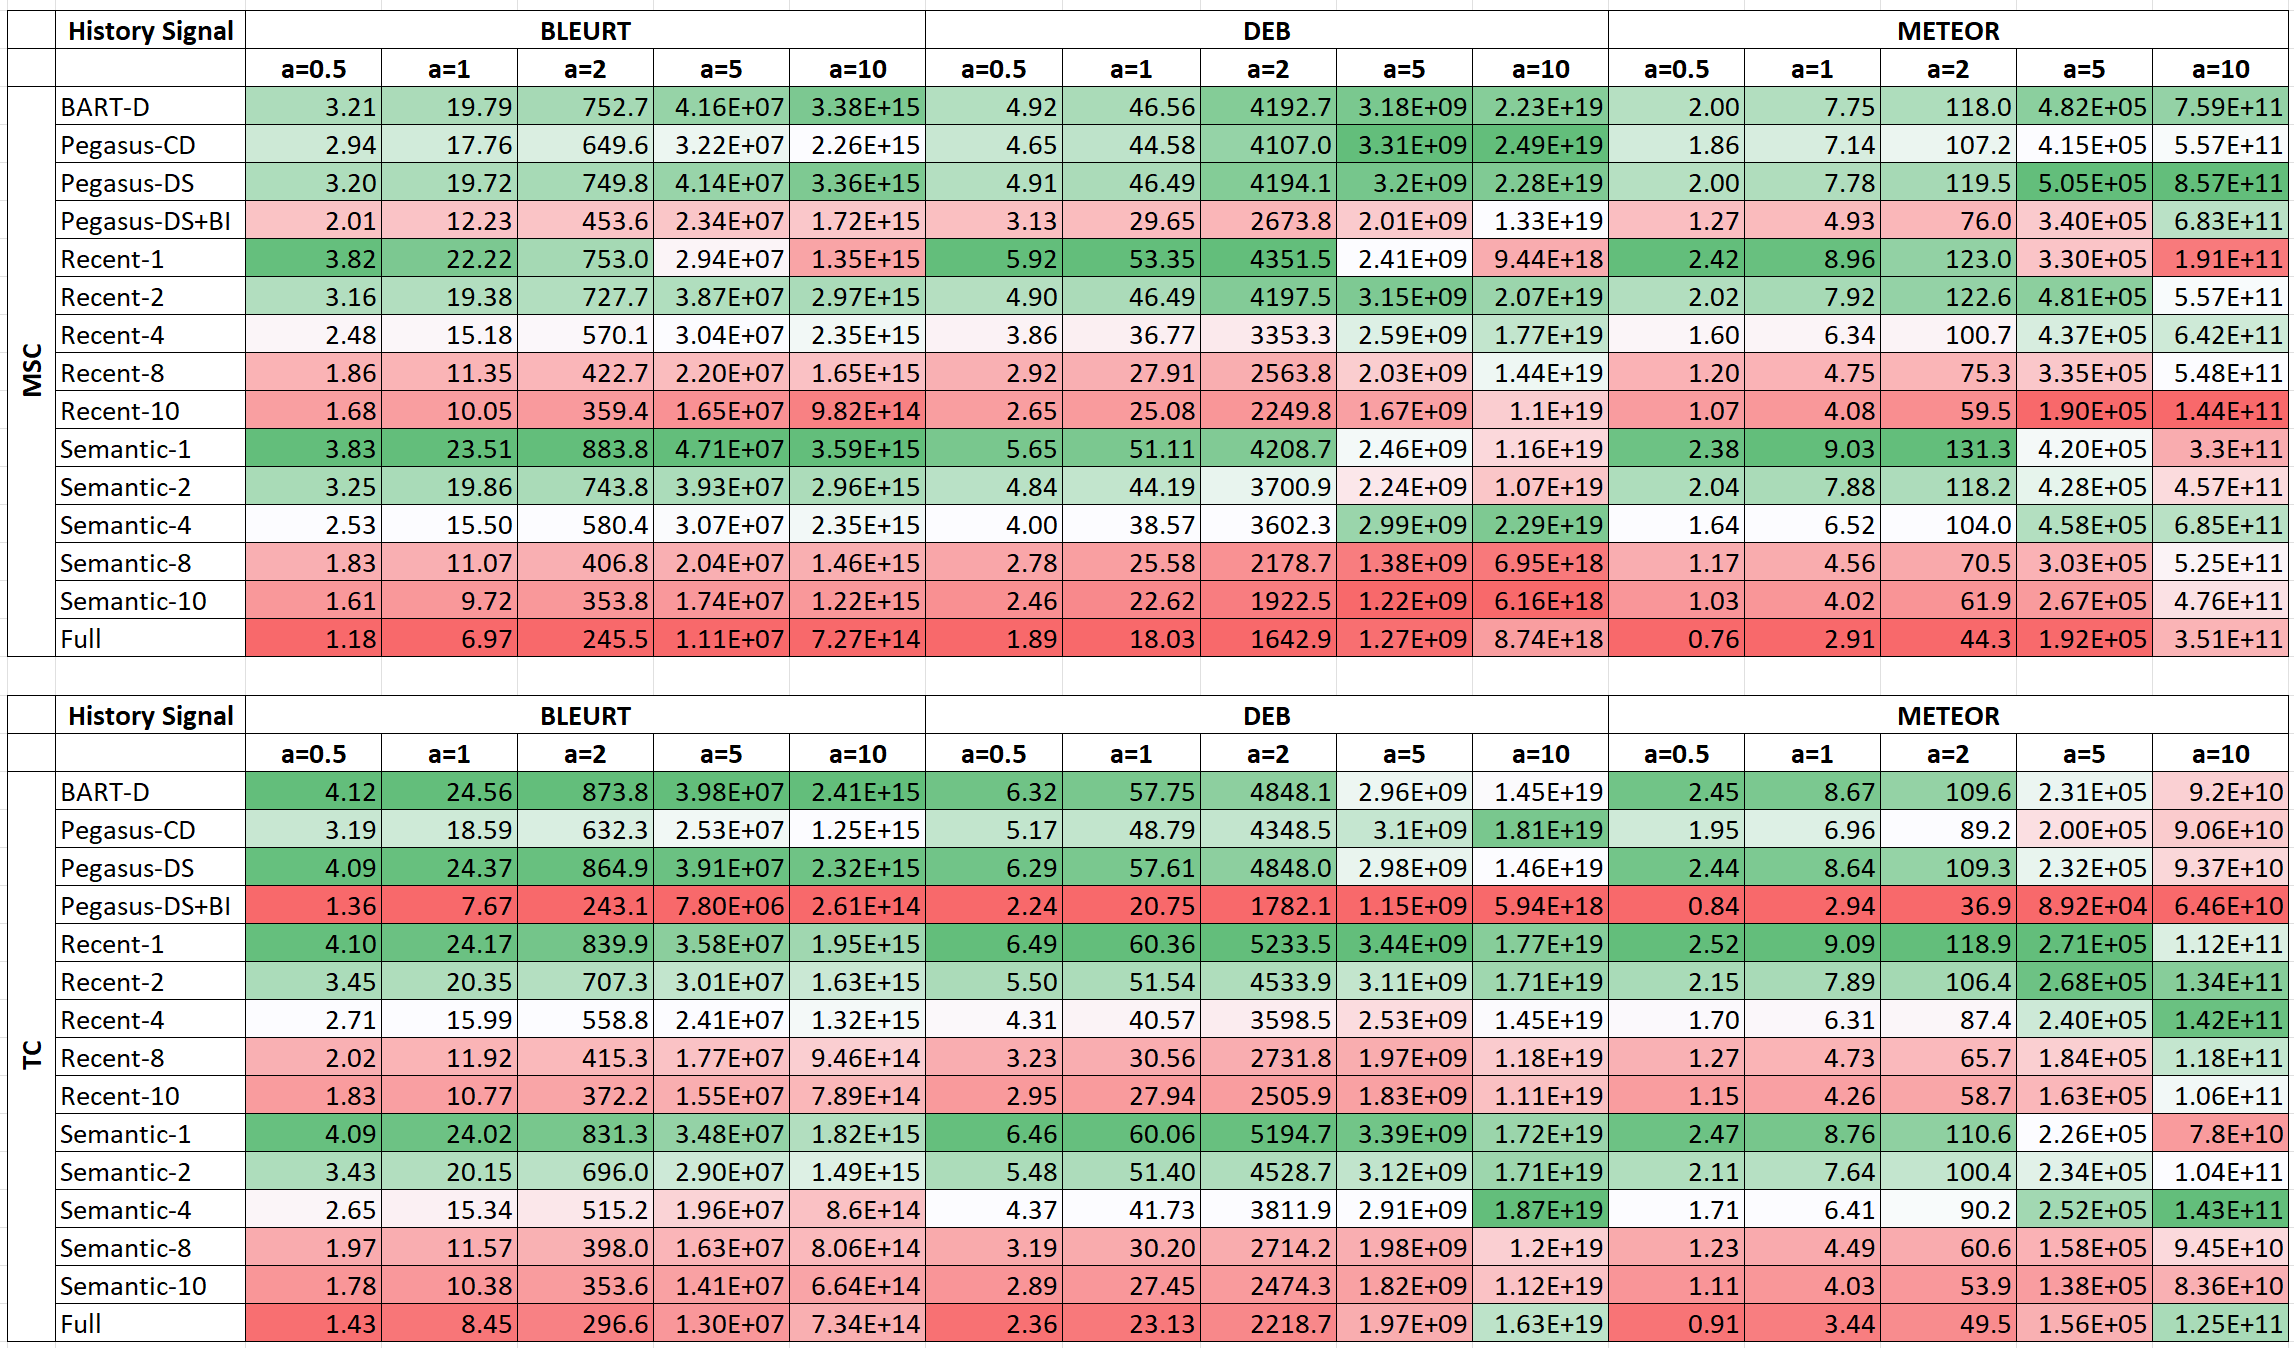 History Signal BLEURT DEB METEOR
a=0.5 a=1 a=2 a=5 a=10 a=0.5 a=1 a=2 a=5 a=10 a=0.5 a=1 a=2 a=5 a=10
MSC
BART-D 3.21 19.79 752.7 4.16E+07 3.38E+15 4.92 46.56 4192.7 3.18E+09 2.23E+19 2.00 7.75 118.0 4.82E+05 7.59E+11
Pegasus-CD 2.94 17.76 649.6 3.22E+07 2.26E+15 4.65 44.58 4107.0 3.31E+09 2.49E+19 1.86 7.14 107.2 4.15E+05 5.57E+11
Pegasus-DS 3.20 19.72 749.8 4.14E+07 3.36E+15 4.91 46.49 4194.1 3.2E+09 2.28E+19 2.00 7.78 119.5 5.05E+05 8.57E+11
Pegasus-DS+BI 2.01 12.23 453.6 2.34E+07 1.72E+15 3.13 29.65 2673.8 2.01E+09 1.33E+19 1.27 4.93 76.0 3.40E+05 6.83E+11
Recent-1 3.82 22.22 753.0 2.94E+07 1.35E+15 5.92 53.35 4351.5 2.41E+09 9.44E+18 2.42 8.96 123.0 3.30E+05 1.91E+11
Recent-2 3.16 19.38 727.7 3.87E+07 2.97E+15 4.90 46.49 4197.5 3.15E+09 2.07E+19 2.02 7.92 122.6 4.81E+05 5.57E+11
Recent-4 2.48 15.18 570.1 3.04E+07 2.35E+15 3.86 36.77 3353.3 2.59E+09 1.77E+19 1.60 6.34 100.7 4.37E+05 6.42E+11
Recent-8 1.86 11.35 422.7 2.20E+07 1.65E+15 2.92 27.91 2563.8 2.03E+09 1.44E+19 1.20 4.75 75.3 3.35E+05 5.48E+11
Recent-10 1.68 10.05 359.4 1.65E+07 9.82E+14 2.65 25.08 2249.8 1.67E+09 1.1E+19 1.07 4.08 59.5 1.90E+05 1.44E+11
Semantic-1 3.83 23.51 883.8 4.71E+07 3.59E+15 5.65 51.11 4208.7 2.46E+09 1.16E+19 2.38 9.03 131.3 4.20E+05 3.3E+11
Semantic-2 3.25 19.86 743.8 3.93E+07 2.96E+15 4.84 44.19 3700.9 2.24E+09 1.07E+19 2.04 7.88 118.2 4.28E+05 4.57E+11
Semantic-4 2.53 15.50 580.4 3.07E+07 2.35E+15 4.00 38.57 3602.3 2.99E+09 2.29E+19 1.64 6.52 104.0 4.58E+05 6.85E+11
Semantic-8 1.83 11.07 406.8 2.04E+07 1.46E+15 2.78 25.58 2178.7 1.38E+09 6.95E+18 1.17 4.56 70.5 3.03E+05 5.25E+11
Semantic-10 1.61 9.72 353.8 1.74E+07 1.22E+15 2.46 22.62 1922.5 1.22E+09 6.16E+18 1.03 4.02 61.9 2.67E+05 4.76E+11
Full 1.18 6.97 245.5 1.11E+07 7.27E+14 1.89 18.03 1642.9 1.27E+09 8.74E+18 0.76 2.91 44.3 1.92E+05 3.51E+11
History Signal BLEURT DEB METEOR
a=0.5 a=1 a=2 a=5 a=10 a=0.5 a=1 a=2 a=5 a=10 a=0.5 a=1 a=2 a=5 a=10
TC
BART-D 4.12 24.56 873.8 3.98E+07 2.41E+15 6.32 57.75 4848.1 2.96E+09 1.45E+19 2.45 8.67 109.6 2.31E+05 9.2E+10
Pegasus-CD 3.19 18.59 632.3 2.53E+07 1.25E+15 5.17 48.79 4348.5 3.1E+09 1.81E+19 1.95 6.96 89.2 2.00E+05 9.06E+10
Pegasus-DS 4.09 24.37 864.9 3.91E+07 2.32E+15 6.29 57.61 4848.0 2.98E+09 1.46E+19 2.44 8.64 109.3 2.32E+05 9.37E+10
Pegasus-DS+BI 1.36 7.67 243.1 7.80E+06 2.61E+14 2.24 20.75 1782.1 1.15E+09 5.94E+18 0.84 2.94 36.9 8.92E+04 6.46E+10
Recent-1 4.10 24.17 839.9 3.58E+07 1.95E+15 6.49 60.36 5233.5 3.44E+09 1.77E+19 2.52 9.09 118.9 2.71E+05 1.12E+11
Recent-2 3.45 20.35 707.3 3.01E+07 1.63E+15 5.50 51.54 4533.9 3.11E+09 1.71E+19 2.15 7.89 106.4 2.68E+05 1.34E+11
Recent-4 2.71 15.99 558.8 2.41E+07 1.32E+15 4.31 40.57 3598.5 2.53E+09 1.45E+19 1.70 6.31 87.4 2.40E+05 1.42E+11
Recent-8 2.02 11.92 415.3 1.77E+07 9.46E+14 3.23 30.56 2731.8 1.97E+09 1.18E+19 1.27 4.73 65.7 1.84E+05 1.18E+11
Recent-10 1.83 10.77 372.2 1.55E+07 7.89E+14 2.95 27.94 2505.9 1.83E+09 1.11E+19 1.15 4.26 58.7 1.63E+05 1.06E+11
Semantic-1 4.09 24.02 831.3 3.48E+07 1.82E+15 6.46 60.06 5194.7 3.39E+09 1.72E+19 2.47 8.76 110.6 2.26E+05 7.8E+10
Semantic-2 3.43 20.15 696.0 2.90E+07 1.49E+15 5.48 51.40 4528.7 3.12E+09 1.71E+19 2.11 7.64 100.4 2.34E+05 1.04E+11
Semantic-4 2.65 15.34 515.2 1.96E+07 8.6E+14 4.37 41.73 3811.9 2.91E+09 1.87E+19 1.71 6.41 90.2 2.52E+05 1.43E+11
Semantic-8 1.97 11.57 398.0 1.63E+07 8.06E+14 3.19 30.20 2714.2 1.98E+09 1.2E+19 1.23 4.49 60.6 1.58E+05 9.45E+10
Semantic-10 1.78 10.38 353.6 1.41E+07 6.64E+14 2.89 27.45 2474.3 1.82E+09 1.12E+19 1.11 4.03 53.9 1.38E+05 8.36E+10
Full 1.43 8.45 296.6 1.30E+07 7.34E+14 2.36 23.13 2218.7 1.97E+09 1.63E+19 0.91 3.44 49.5 1.56E+05 1.25E+11